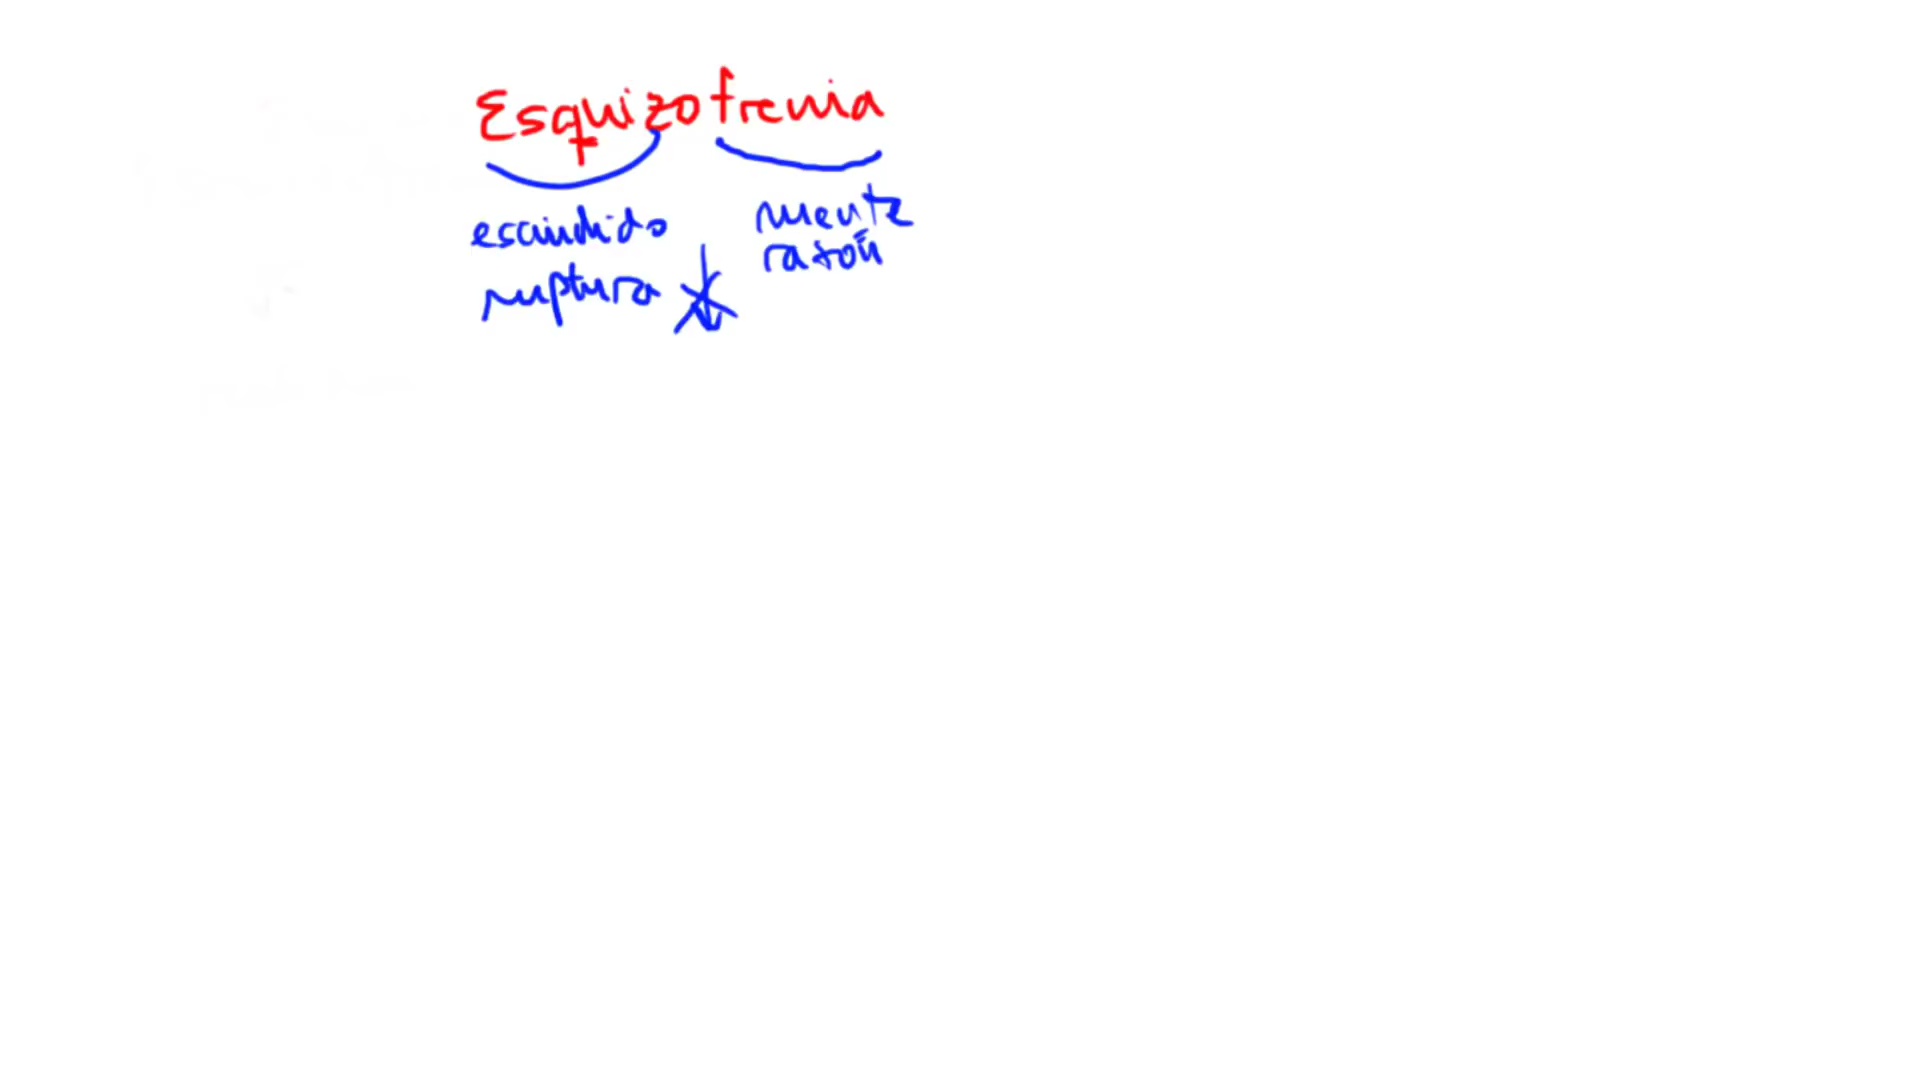 Esquizofrenia
escindido mente
razón
ruptura